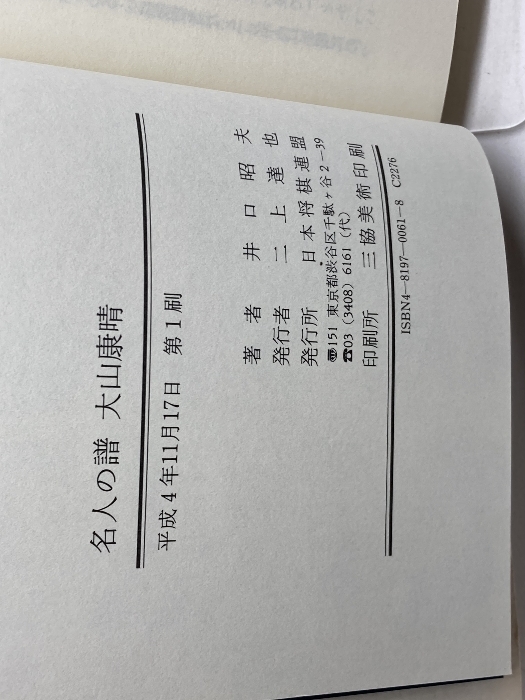 名人の譜 大山康晴
平成4年11月17日 第1刷
著者 井口昭夫
発行者 二上達也
発行所 日本将棋連盟
〠151 東京都渋谷区千駄ヶ谷2-39
☎03 (3408) 6161 (代)
印刷所 三協美術印刷
ISBN4-8197-0061-8 C2276